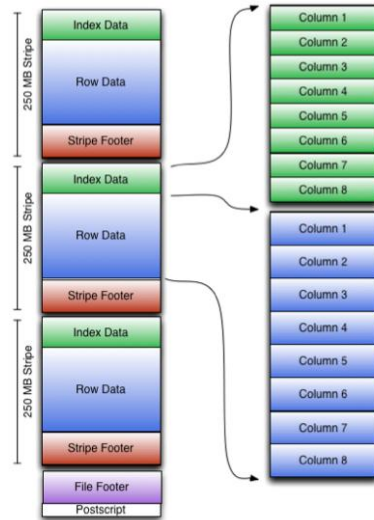 250 MB Stripe
Index Data
Row Data
Stripe Footer
250 MB Stripe
Index Data
Row Data
Stripe Footer
250 MB Stripe
Index Data
Row Data
Stripe Footer
File Footer
Postscript
Column 1
Column 2
Column 3
Column 4
Column 5
Column 6
Column 7
Column 8
Column 1
Column 2
Column 3
Column 4
Column 5
Column 6
Column 7
Column 8